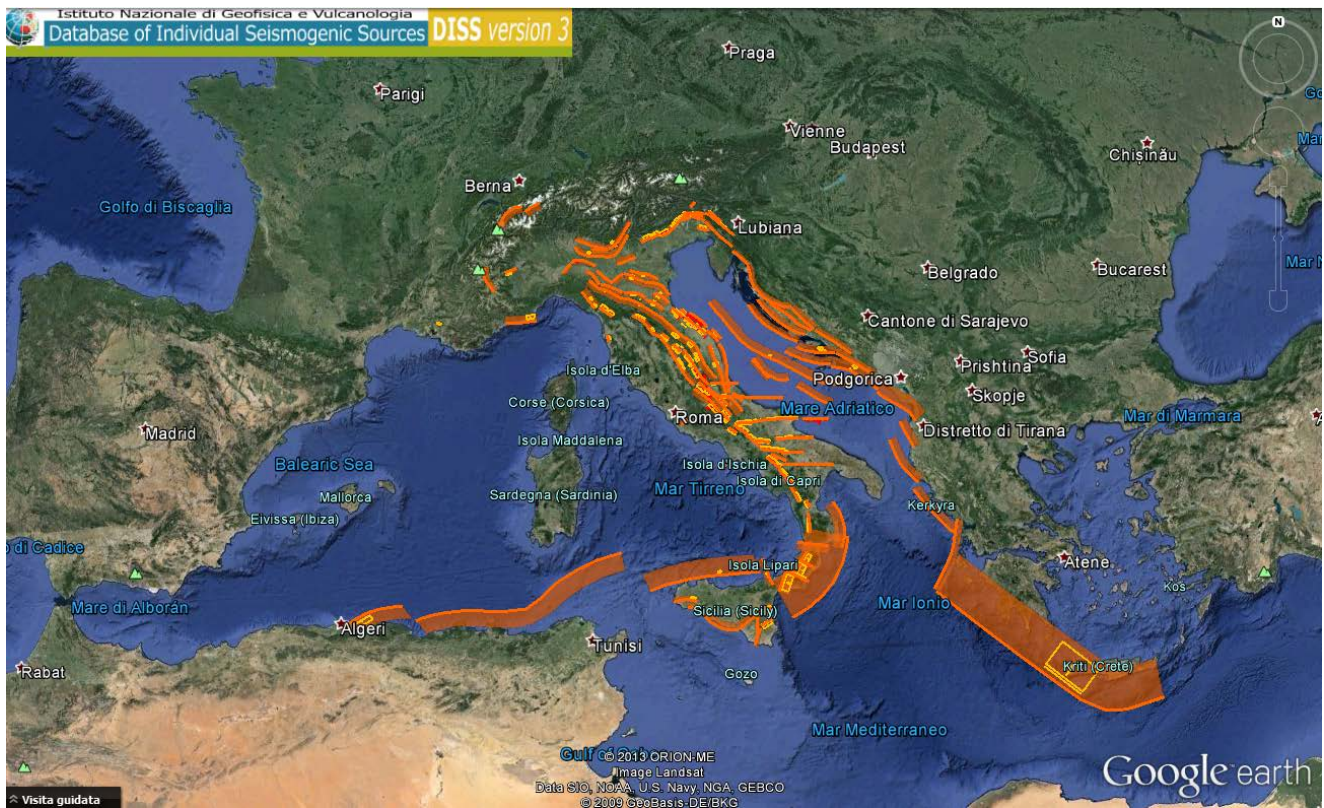 Istituto Nazionale di Geofisica e Vulcanologia
Database of Individual Seismogenic Sources DISS version 3
N
Praga
Parigi
Vienne
Budapest
Chișinău
Berna
Golfo di Biscaglia
Lubiana
Belgrado
Bucarest
Cantone di Sarajevo
Prishtina
Sofia
Isola d'Elba
Podgorica
Skopje
Corse (Corsica)
Roma
Mare Adriatico
Mar di Marmara
Madrid
Isola Maddalena
Distretto di Tirana
Balearic Sea
Isola d'Ischia
Isola di Capri
Mallorca
Sardegna (Sardinia)
Mar Tirreno
Kerkyra
Eivissa (Ibiza)
di Cadice
Atene
Isola Lipari
Kos
Mare di Alborán
Mar Ionio
Sicilia (Sicily)
Algeri
Tunisi
Rabat
Gozo
Kriti (Crete)
Mar Mediterraneo
Gulf of
© 2013 ORION-ME
Image Landsat
Data SIO, NOAA, U.S. Navy, NGA, GEBCO
© 2009 GeoBasis-DE/BKG
Google earth
Visita guidata